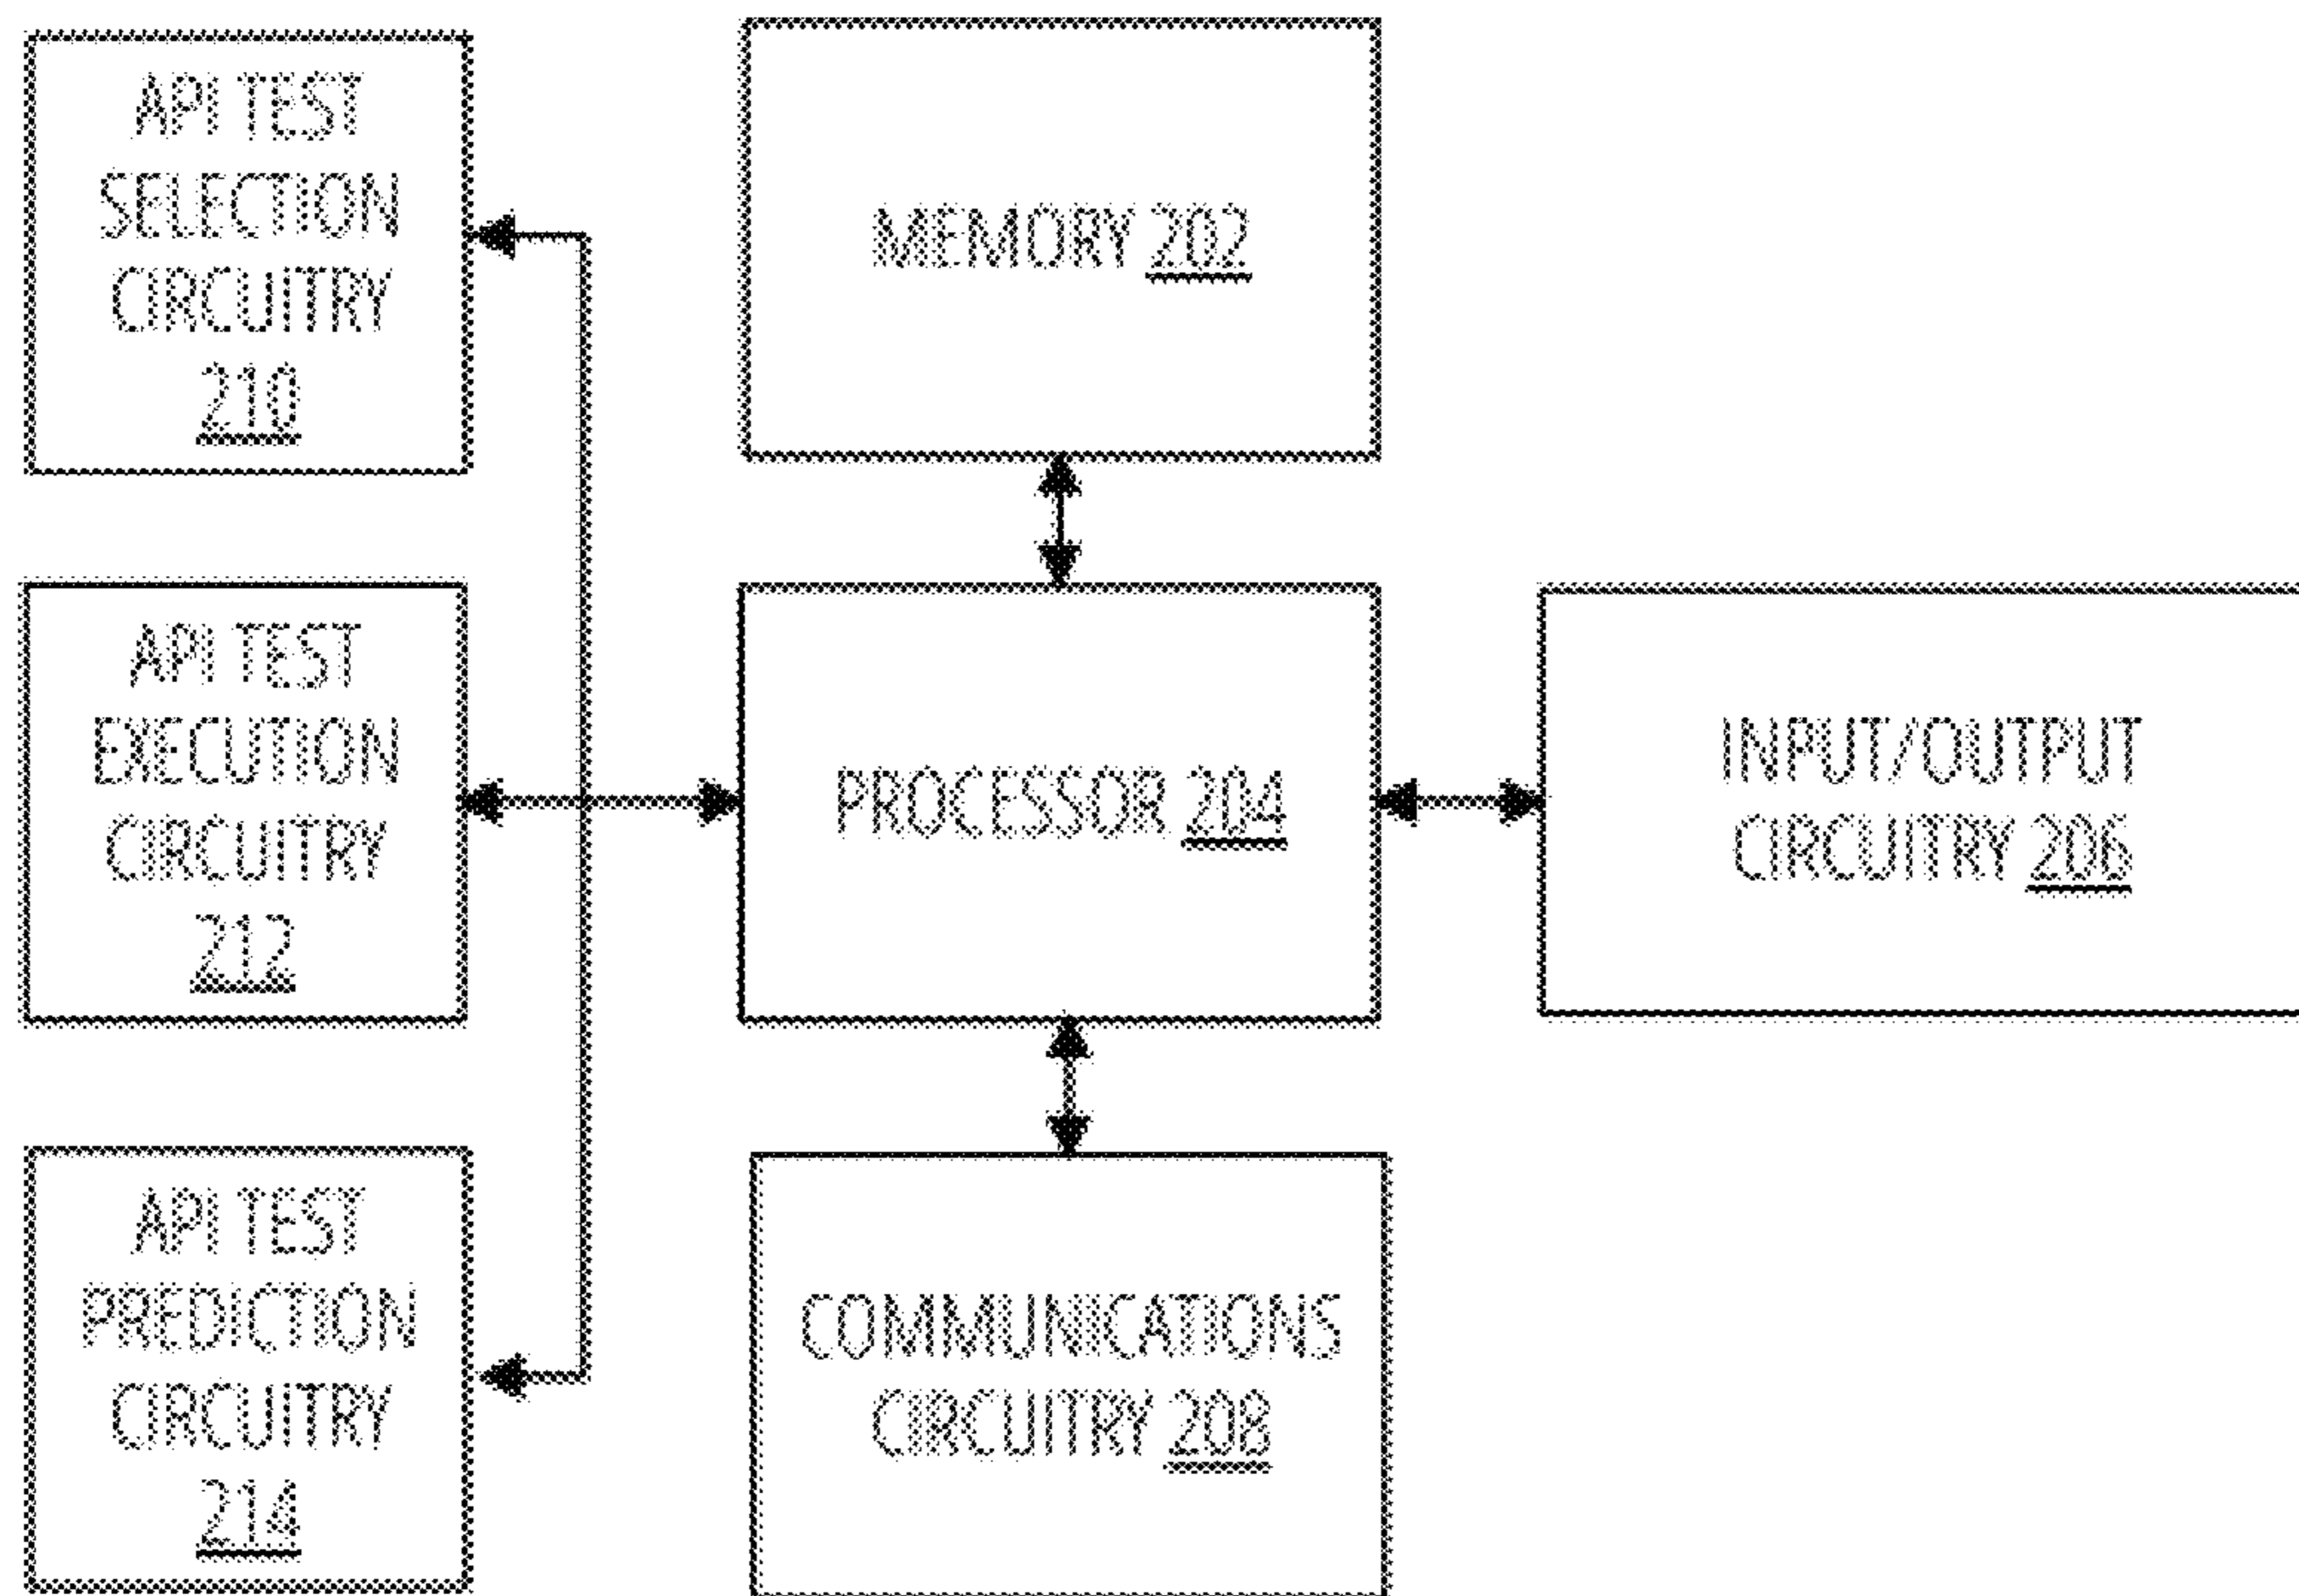 API TEST
SELECTION
CIRCUITRY
210
MEMORY 202
API TEST
EXECUTION
CIRCUITRY
212
PROCESSOR 204
INPUT/OUTPUT
CIRCUITRY 206
API TEST
PREDICTION
CIRCUITRY
214
COMMUNICATIONS
CIRCUITRY 208